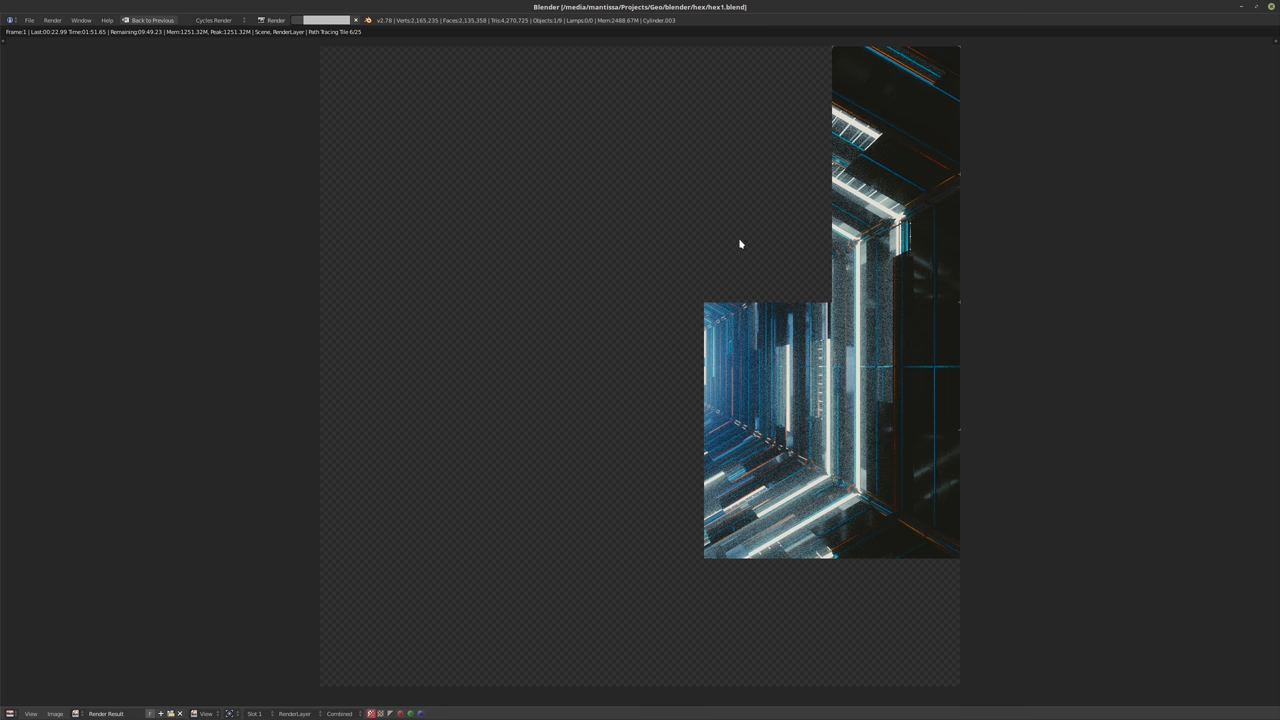 Blender [/media/mantissa/Projects/Geo/blender/hex/hex1.blend]
File Render Window Help Back to Previous Cycles Render Render v2.78 | Verts:2,165,235 | Faces:2,135,358 | Tris:4,270,725 | Objects:1/9 | Lamps:0/0 | Mem:2488.67M | Cylinder.003
Frame:1 | Last:00:22.99 Time:01:51.65 | Remaining:09:49.23 | Mem:1251.32M, Peak:1251.32M | Scene, RenderLayer | Path Tracing Tile 6/25
View Image Render Result F View Slot 1 RenderLayer Combined